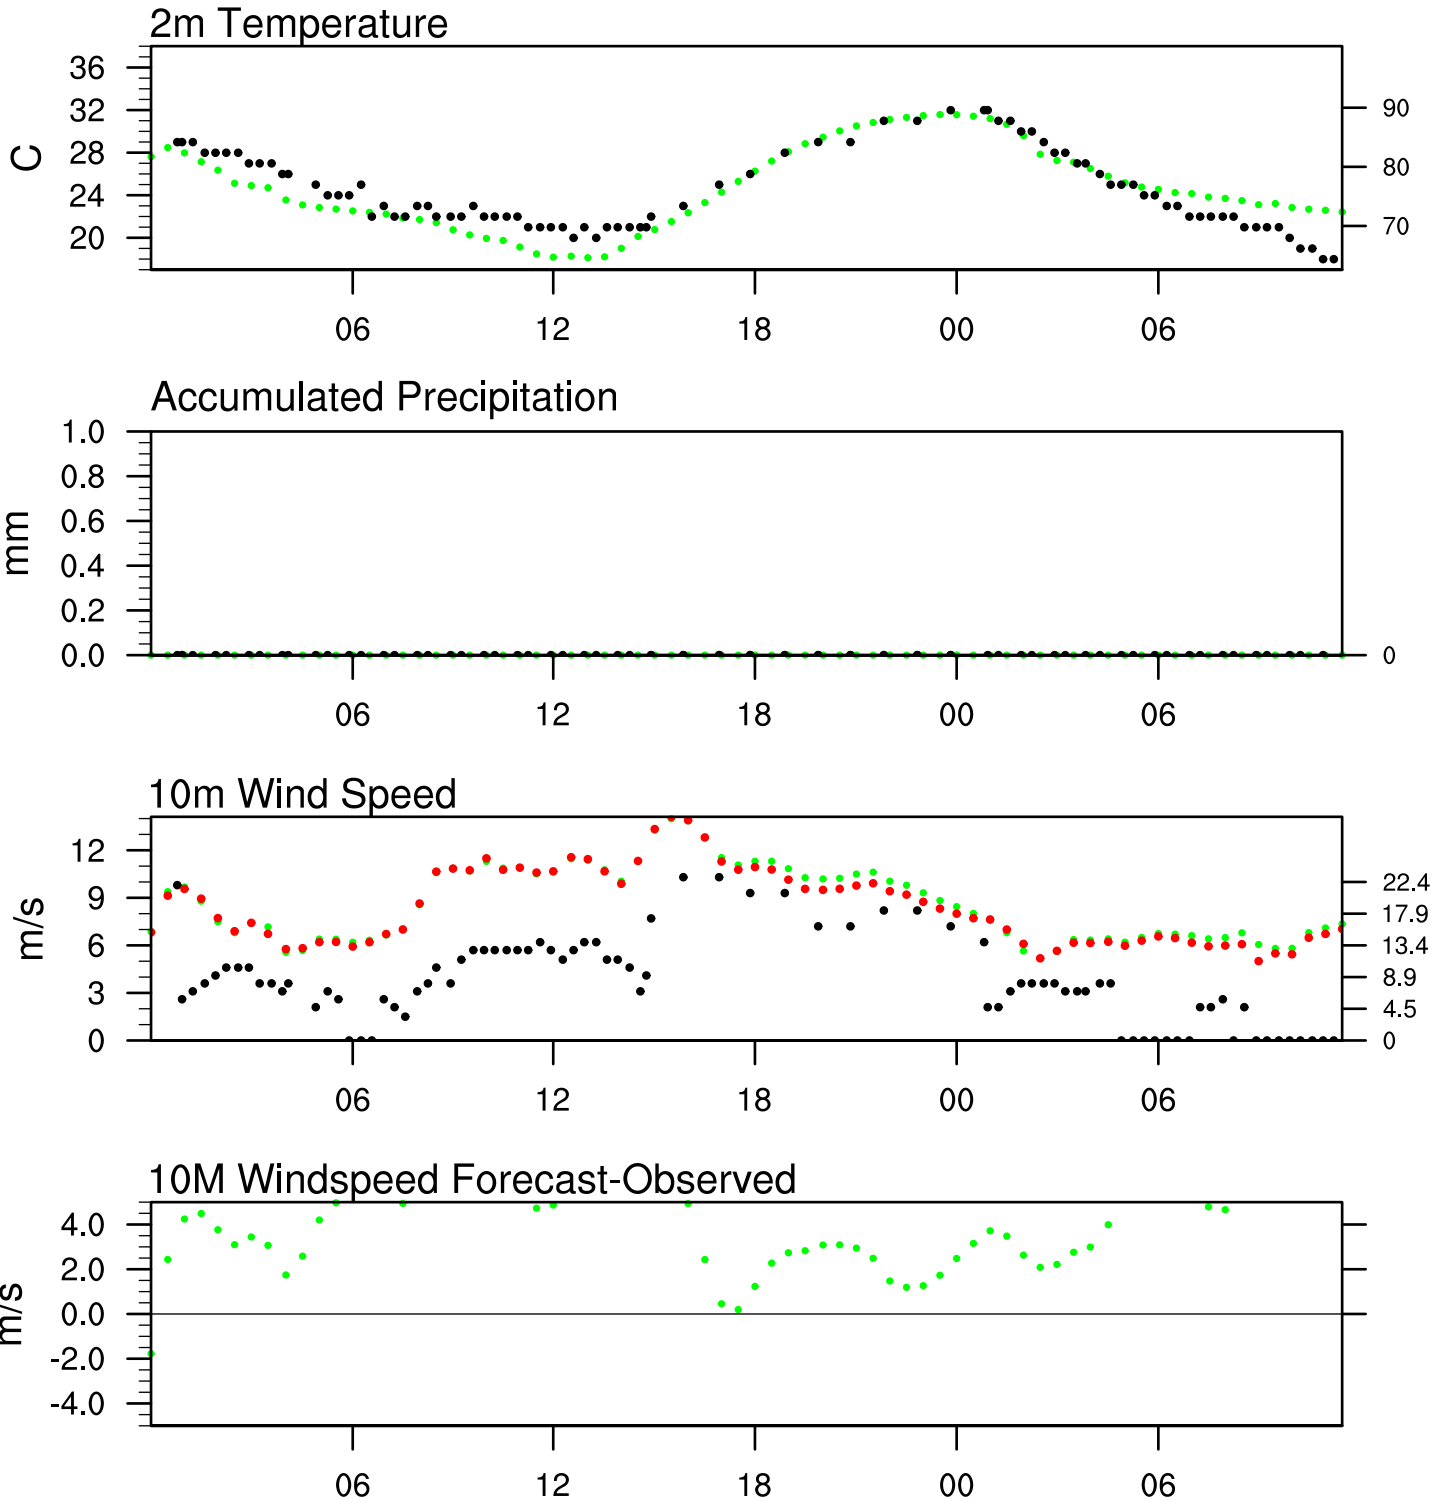 2m Temperature
C
36
32
28
24
20
90
80
70
06 12 18 00 06
Accumulated Precipitation
mm
1.0
0.8
0.6
0.4
0.2
0.0
0
06 12 18 00 06
10m Wind Speed
m/s
12
9
6
3
0
22.4
17.9
13.4
8.9
4.5
0
06 12 18 00 06
10M Windspeed Forecast-Observed
m/s
4.0
2.0
0.0
-2.0
-4.0
06 12 18 00 06